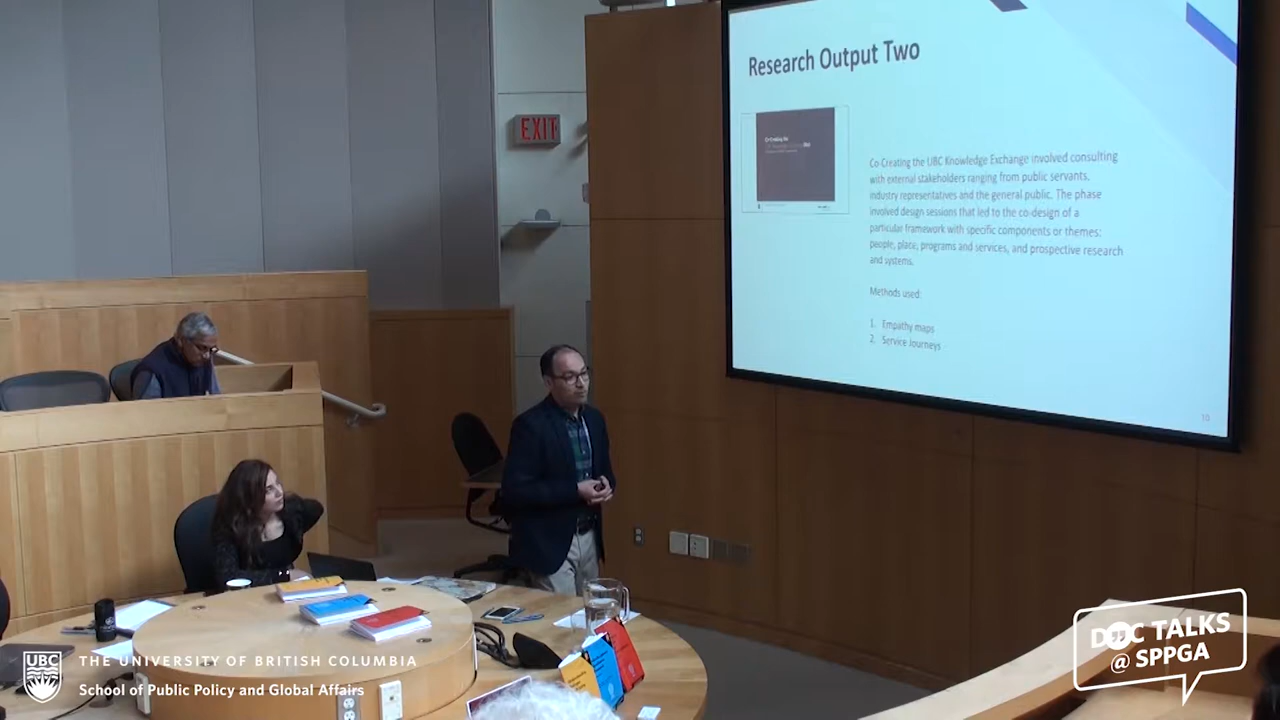 Research Output Two
EXIT
Co-Creating the UBC Knowledge Exchange involved consulting
with external stakeholders ranging from public servants,
industry representatives and the general public. The phase
involved design sessions that led to the co-design of a
particular framework with specific components or themes:
people, place, programs and services, and prospective research
and systems.
Methods used:
1. Empathy maps
2. Service Journeys
10
UBC
THE UNIVERSITY OF BRITISH COLUMBIA
School of Public Policy and Global Affairs
DOC TALKS
@ SPPGA